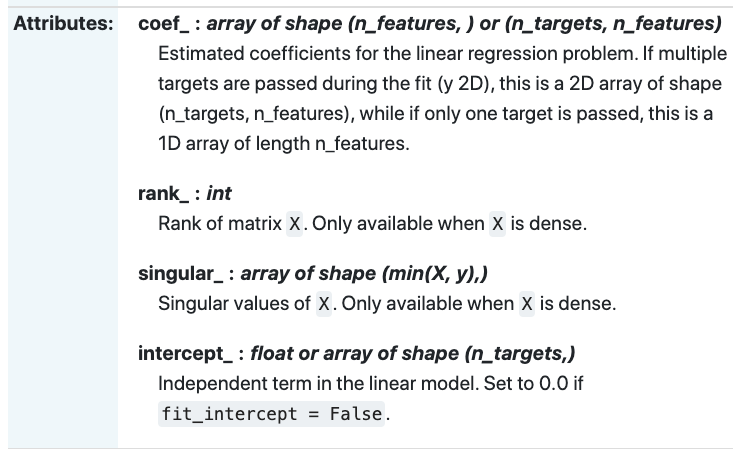 Attributes: coef_ : array of shape (n_features, ) or (n_targets, n_features)
Estimated coefficients for the linear regression problem. If multiple
targets are passed during the fit (y 2D), this is a 2D array of shape
(n_targets, n_features), while if only one target is passed, this is a
1D array of length n_features.
rank_ : int
Rank of matrix X. Only available when X is dense.
singular_ : array of shape (min(X, y),)
Singular values of X. Only available when X is dense.
intercept_ : float or array of shape (n_targets,)
Independent term in the linear model. Set to 0.0 if
fit_intercept = False.